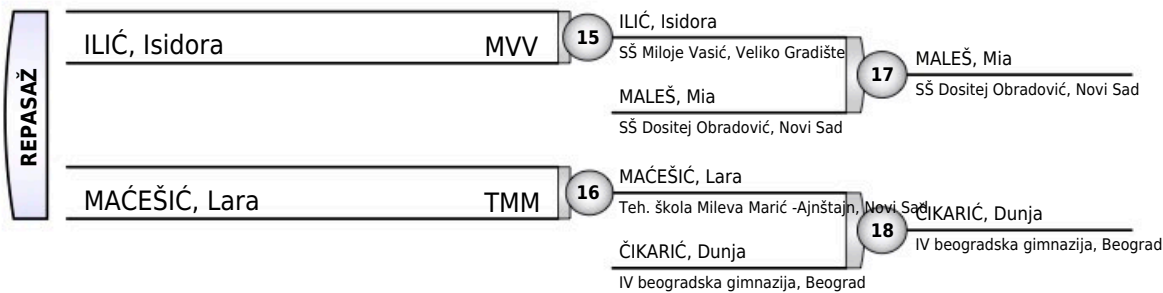 REPASAŽ
ILIĆ, Isidora MVV
15
ILIĆ, Isidora
SŠ Miloje Vasić, Veliko Gradište
MALEŠ, Mia
SŠ Dositej Obradović, Novi Sad
17
MALEŠ, Mia
SŠ Dositej Obradović, Novi Sad
MAĆEŠIĆ, Lara TMM
16
MAĆEŠIĆ, Lara
Teh. škola Mileva Marić -Ajnštajn, Novi Sad
ČIKARIĆ, Dunja
IV beogradska gimnazija, Beograd
18
ČIKARIĆ, Dunja
IV beogradska gimnazija, Beograd